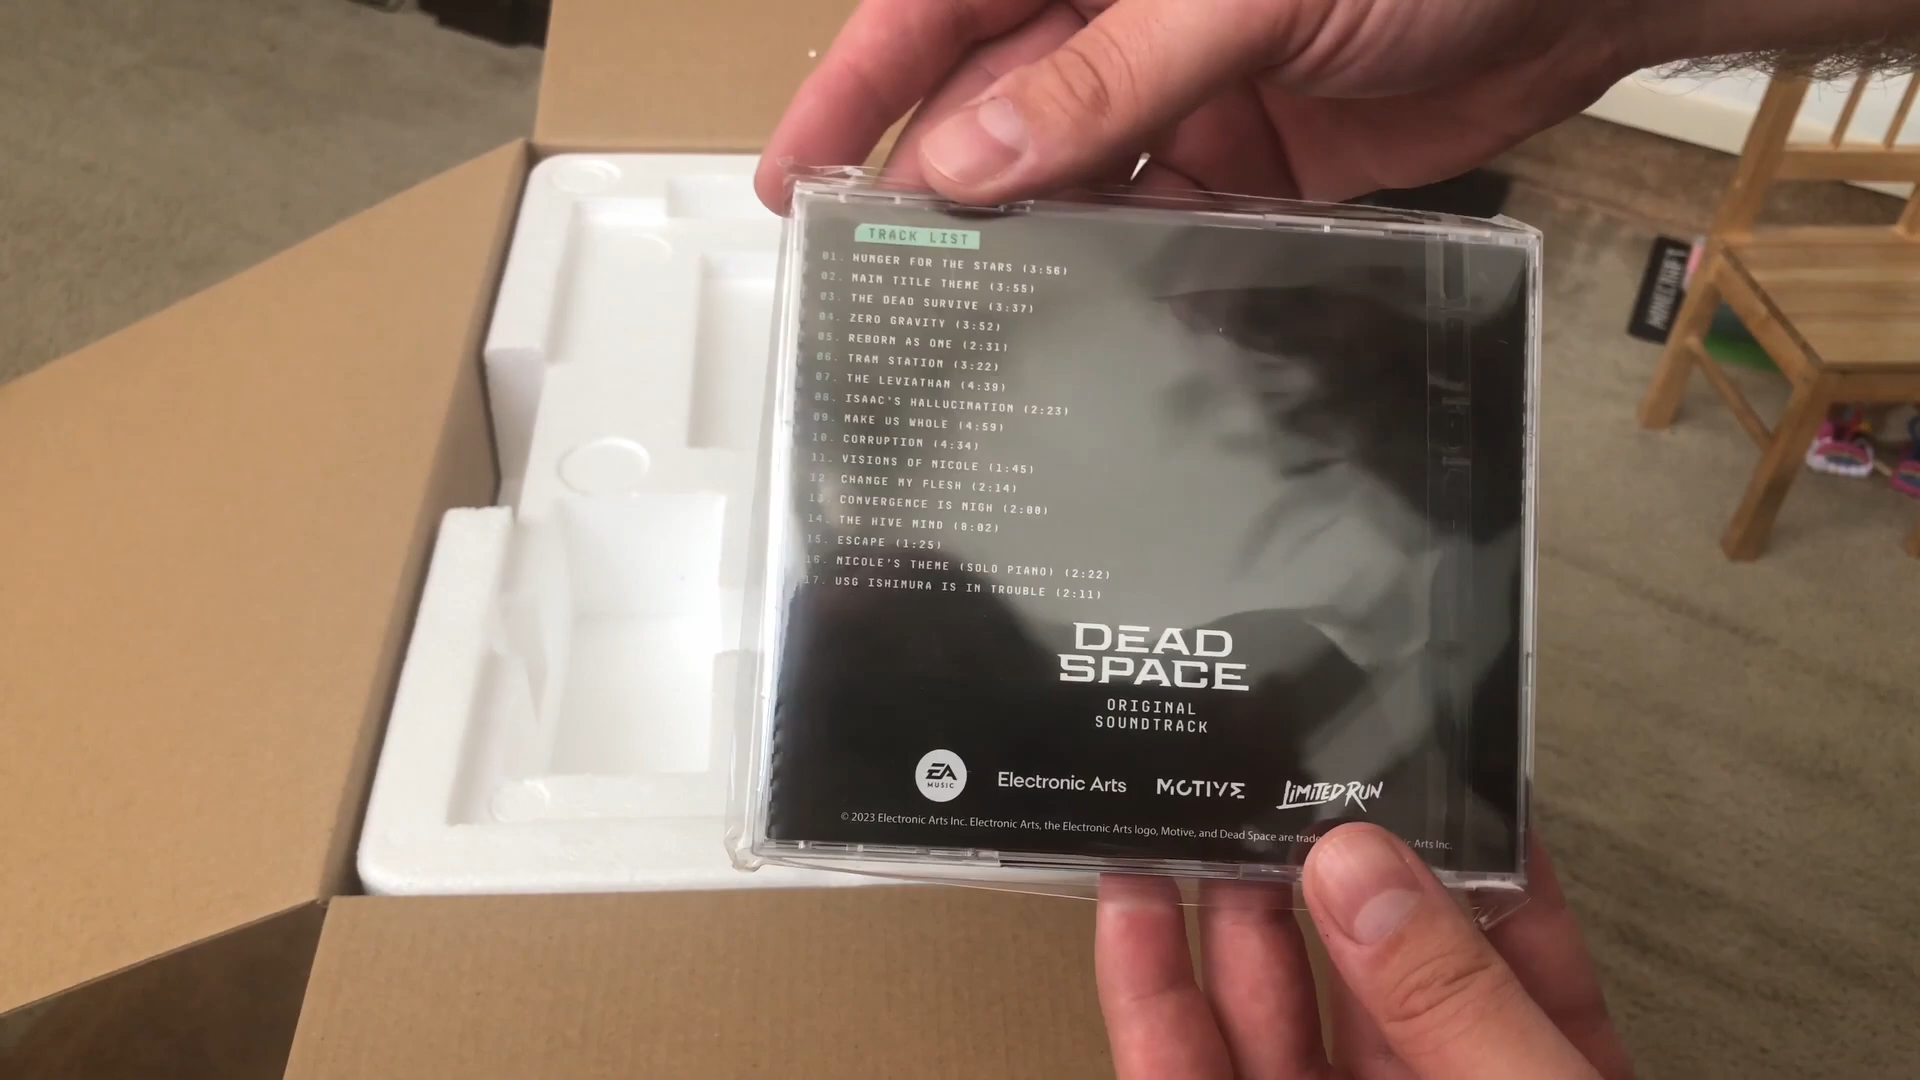 TRACK LIST
01. HUNGER FOR THE STARS (3:56)
02. MAIN TITLE THEME (3:55)
03. THE DEAD SURVIVE (3:37)
04. ZERO GRAVITY (3:52)
05. REBORN AS ONE (2:31)
06. TRAM STATION (3:22)
07. THE LEVIATHAN (4:39)
08. ISAAC'S HALLUCINATION (2:23)
09. MAKE US WHOLE (4:59)
10. CORRUPTION (4:34)
11. VISIONS OF NICOLE (1:45)
12. CHANGE MY FLESH (2:14)
13. CONVERGENCE IS NIGH (2:00)
14. THE HIVE MIND (8:02)
15. ESCAPE (1:25)
16. NICOLE'S THEME (SOLO PIANO) (2:22)
17. USG ISHIMURA IS IN TROUBLE (2:11)
DEAD
SPACE
ORIGINAL
SOUNDTRACK
EA
MUSIC
Electronic Arts
MOTIVE
LIMITED RUN
© 2023 Electronic Arts Inc. Electronic Arts, the Electronic Arts logo, Motive, and Dead Space are Arts Inc.
MINECRAFT